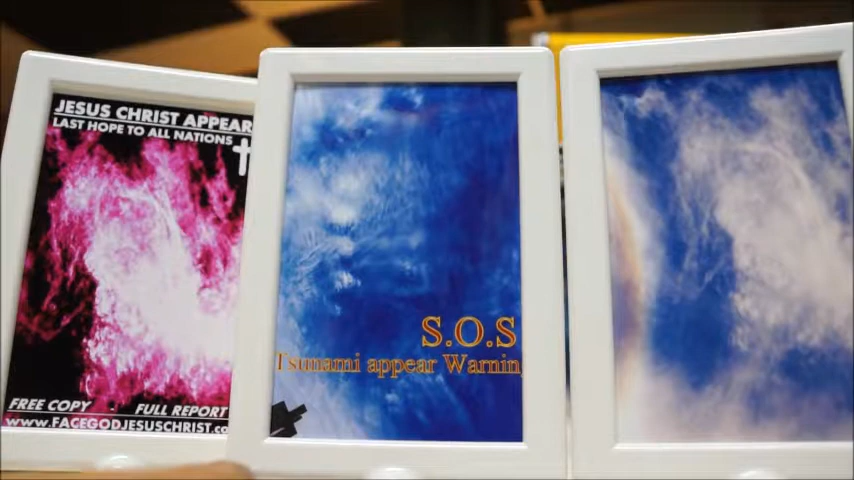 JESUS CHRIST APPEAR
LAST HOPE TO ALL NATIONS
FREE COPY . FULL REPORT
WWW.FACEGODJESUSCHRIST.CO
S.O.S
Tsunami appear Warnin